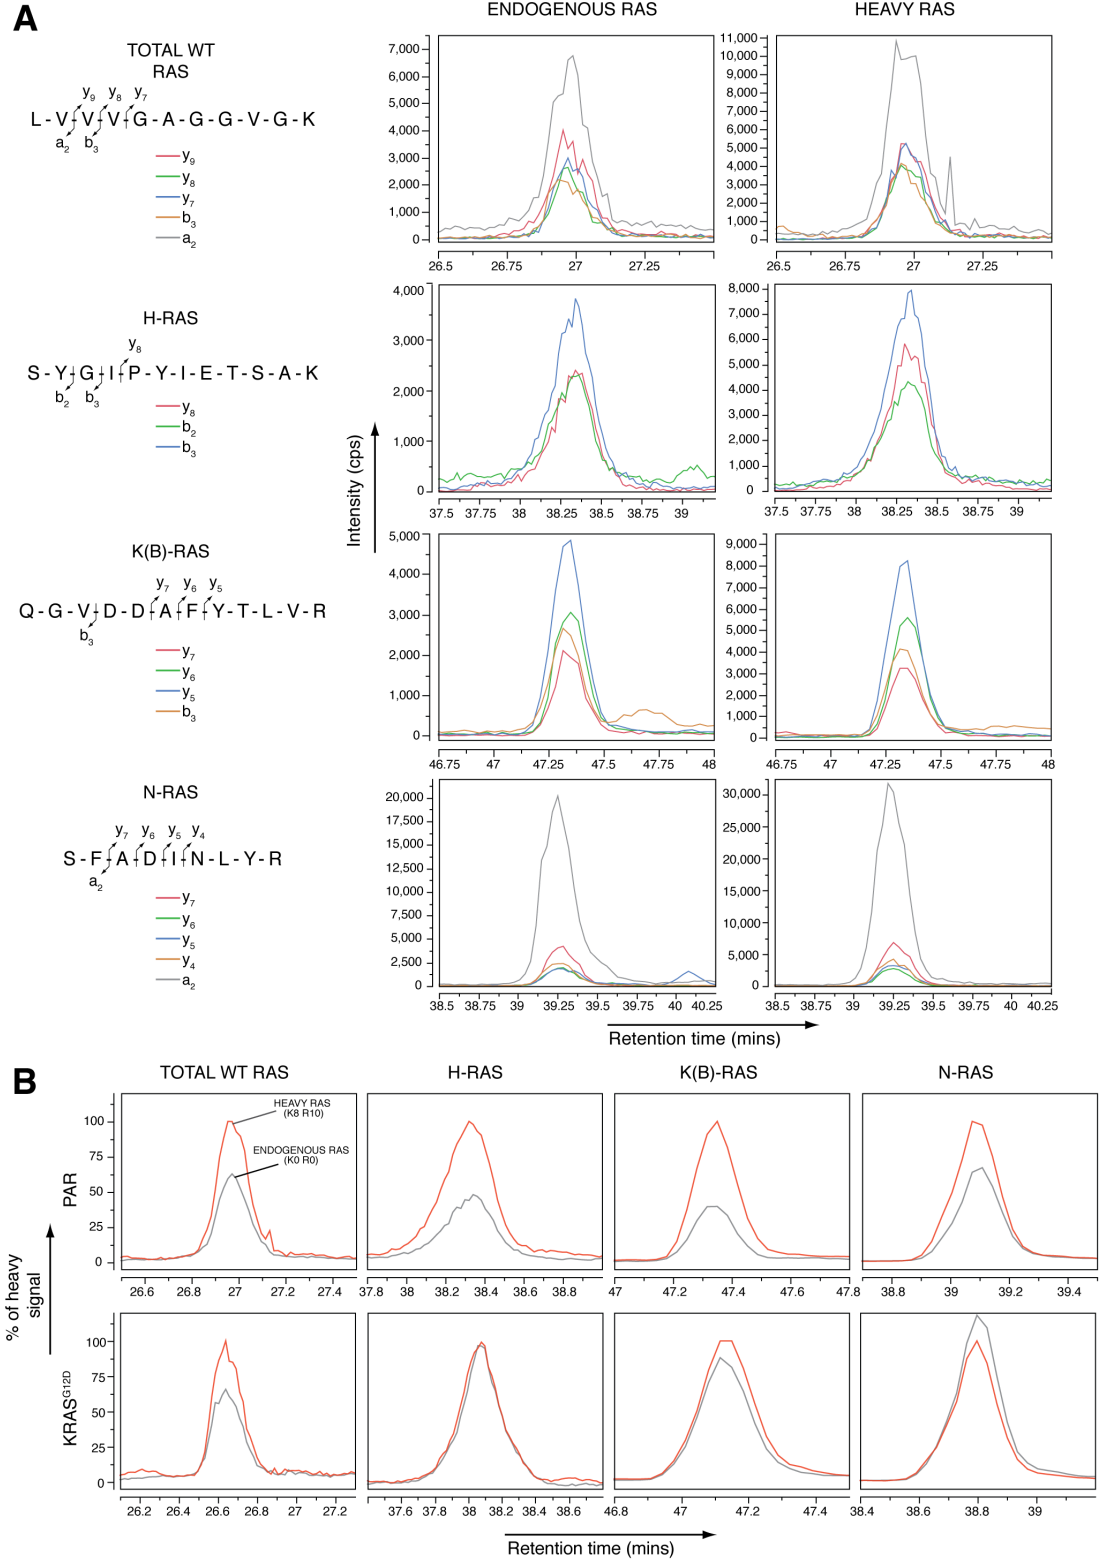 A
ENDOGENOUS RAS
HEAVY RAS
TOTAL WT
RAS
y9 y8 y7
L - V - V - V - G - A - G - G - V - G - K
a2 b3
y9
y8
y7
b3
a2
7,000
6,000
5,000
4,000
3,000
2,000
1,000
0
26.5 26.75 27 27.25
11,000
10,000
9,000
8,000
7,000
6,000
5,000
4,000
3,000
2,000
1,000
0
26.5 26.75 27 27.25
H-RAS
y8
S - Y - G - I - P - Y - I - E - T - S - A - K
b2 b3
y8
b2
b3
4,000
3,000
2,000
1,000
0
37.5 37.75 38 38.25 38.5 38.75 39
8,000
7,000
6,000
5,000
4,000
3,000
2,000
1,000
0
37.5 37.75 38 38.25 38.5 38.75 39
Intensity (cps)
K(B)-RAS
y7 y6 y5
Q - G - V - D - D - A - F - Y - T - L - V - R
b3
y7
y6
y5
b3
5,000
4,000
3,000
2,000
1,000
0
46.75 47 47.25 47.5 47.75 48
9,000
8,000
7,000
6,000
5,000
4,000
3,000
2,000
1,000
0
46.75 47 47.25 47.5 47.75 48
N-RAS
y7 y6 y5 y4
S - F - A - D - I - N - L - Y - R
a2
y7
y6
y5
y4
a2
20,000
17,500
15,000
12,500
10,000
7,500
5,000
2,500
0
38.5 38.75 39 39.25 39.5 39.75 40 40.25
30,000
25,000
20,000
15,000
10,000
5,000
0
38.5 38.75 39 39.25 39.5 39.75 40 40.25
Retention time (mins)
B
TOTAL WT RAS
H-RAS
K(B)-RAS
N-RAS
HEAVY RAS
(K8 R10)
ENDOGENOUS RAS
(K0 R0)
PAR
100
75
50
25
0
26.6 26.8 27 27.2 27.4
37.8 38 38.2 38.4 38.6 38.8
47 47.2 47.4 47.6 47.8
38.8 39 39.2 39.4
% of heavy
signal
KRASG12D
100
75
50
25
0
26.2 26.4 26.6 26.8 27 27.2
37.6 37.8 38 38.2 38.4 38.6
46.8 47 47.2 47.4
38.4 38.6 38.8 39
Retention time (mins)